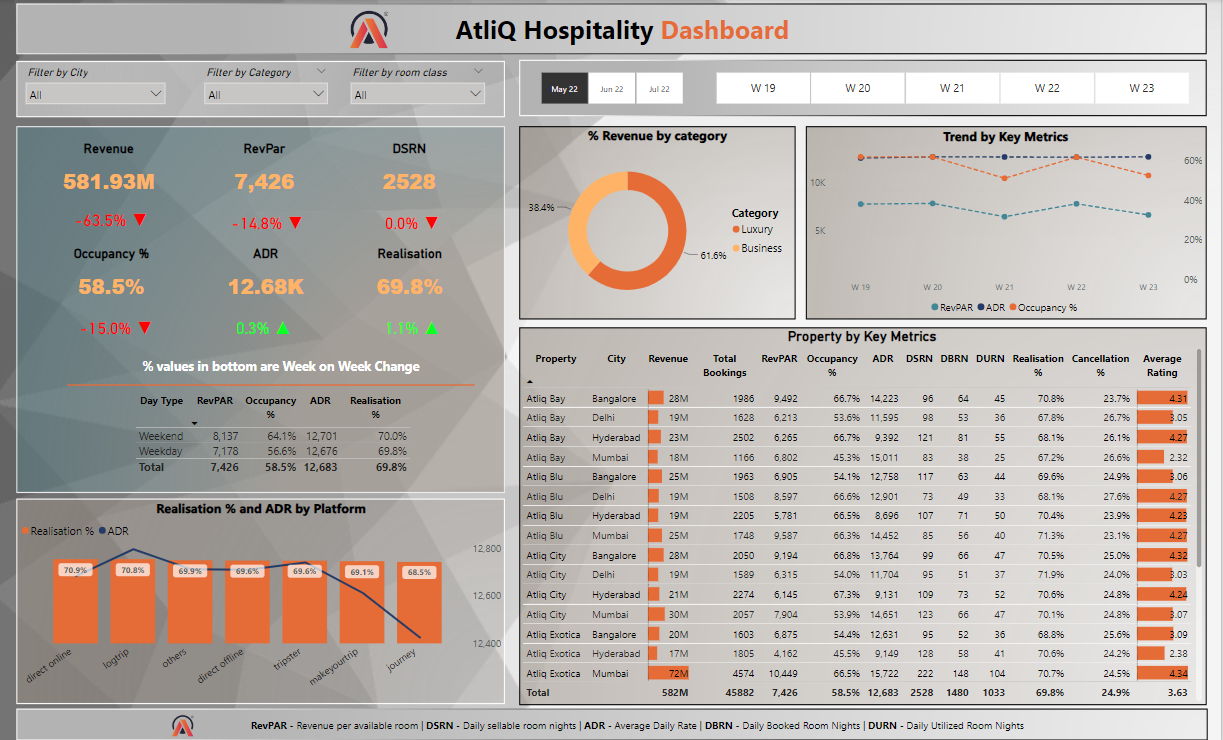 AtliQ Hospitality Dashboard
Filter by City
All
Filter by Category
All
Filter by room class
All
May 22 Jun 22 Jul 22
W 19 W 20 W 21 W 22 W 23
Revenue RevPar DSRN
581.93M 7,426 2528
-63.5% ▼ -14.8% ▼ 0.0% ▼
Occupancy % ADR Realisation
58.5% 12.68K 69.8%
-15.0% ▼ 0.3% ▲ 1.1% ▲
% values in bottom are Week on Week Change
Day Type RevPAR Occupancy % ADR Realisation %
Weekend 8,137 64.1% 12,701 70.0%
Weekday 7,178 56.6% 12,676 69.8%
Total 7,426 58.5% 12,683 69.8%
% Revenue by category
38.4%
61.6%
Category
Luxury
Business
Trend by Key Metrics
10K
5K
60%
40%
20%
0%
W 19 W 20 W 21 W 22 W 23
RevPAR ADR Occupancy %
Realisation % and ADR by Platform
Realisation % ADR
12,800
12,600
12,400
70.9% 70.8% 69.9% 69.6% 69.6% 69.1% 68.5%
direct online logtrip others direct offline tripster makeyourtrip journey
Property by Key Metrics
Property City Revenue Total Bookings RevPAR Occupancy % ADR DSRN DBRN DURN Realisation % Cancellation % Average Rating
Atliq Bay Bangalore 28M 1986 9,492 66.7% 14,223 96 64 45 70.8% 23.7% 4.31
Atliq Bay Delhi 19M 1628 6,213 53.6% 11,595 98 53 36 67.8% 26.7% 3.05
Atliq Bay Hyderabad 23M 2502 6,265 66.7% 9,392 121 81 55 68.1% 26.1% 4.27
Atliq Bay Mumbai 18M 1166 6,802 45.3% 15,011 83 38 25 67.2% 26.6% 2.32
Atliq Blu Bangalore 25M 1963 6,905 54.1% 12,758 117 63 44 69.6% 24.9% 3.06
Atliq Blu Delhi 19M 1508 8,597 66.6% 12,901 73 49 33 68.1% 27.6% 4.27
Atliq Blu Hyderabad 19M 2205 5,781 66.5% 8,696 107 71 50 70.4% 23.9% 4.23
Atliq Blu Mumbai 25M 1748 9,587 66.3% 14,452 85 56 40 71.3% 23.1% 4.27
Atliq City Bangalore 28M 2050 9,194 66.8% 13,764 99 66 47 70.5% 25.0% 4.32
Atliq City Delhi 19M 1589 6,315 54.0% 11,704 95 51 37 71.9% 24.0% 3.03
Atliq City Hyderabad 21M 2274 6,145 67.3% 9,131 109 73 52 70.6% 24.8% 4.24
Atliq City Mumbai 30M 2057 7,904 53.9% 14,651 123 66 47 70.1% 24.8% 3.07
Atliq Exotica Bangalore 20M 1603 6,875 54.4% 12,631 95 52 36 68.8% 25.6% 3.09
Atliq Exotica Hyderabad 17M 1805 4,162 45.5% 9,149 128 58 41 70.6% 24.2% 2.38
Atliq Exotica Mumbai 72M 4574 10,449 66.5% 15,722 222 148 104 70.7% 24.5% 4.34
Total 582M 45882 7,426 58.5% 12,683 2528 1480 1033 69.8% 24.9% 3.63
RevPAR - Revenue per available room | DSRN - Daily sellable room nights | ADR - Average Daily Rate | DBRN - Daily Booked Room Nights | DURN - Daily Utilized Room Nights